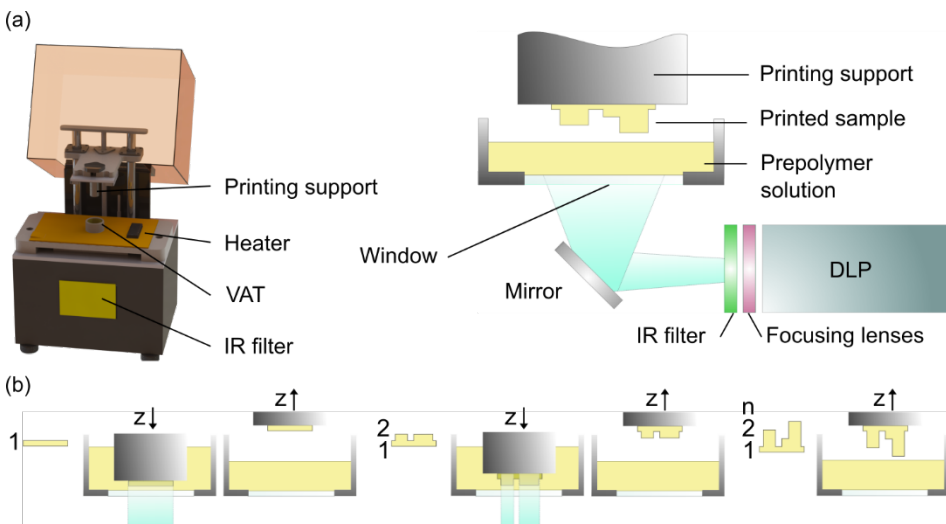 (a)
Printing support
Heater
VAT
IR filter
Printing support
Printed sample
Prepolymer
solution
Window
Mirror
DLP
IR filter
Focusing lenses
(b)
1
z↓
z↑
2
1
z↓
z↑
n
2
1
z↑